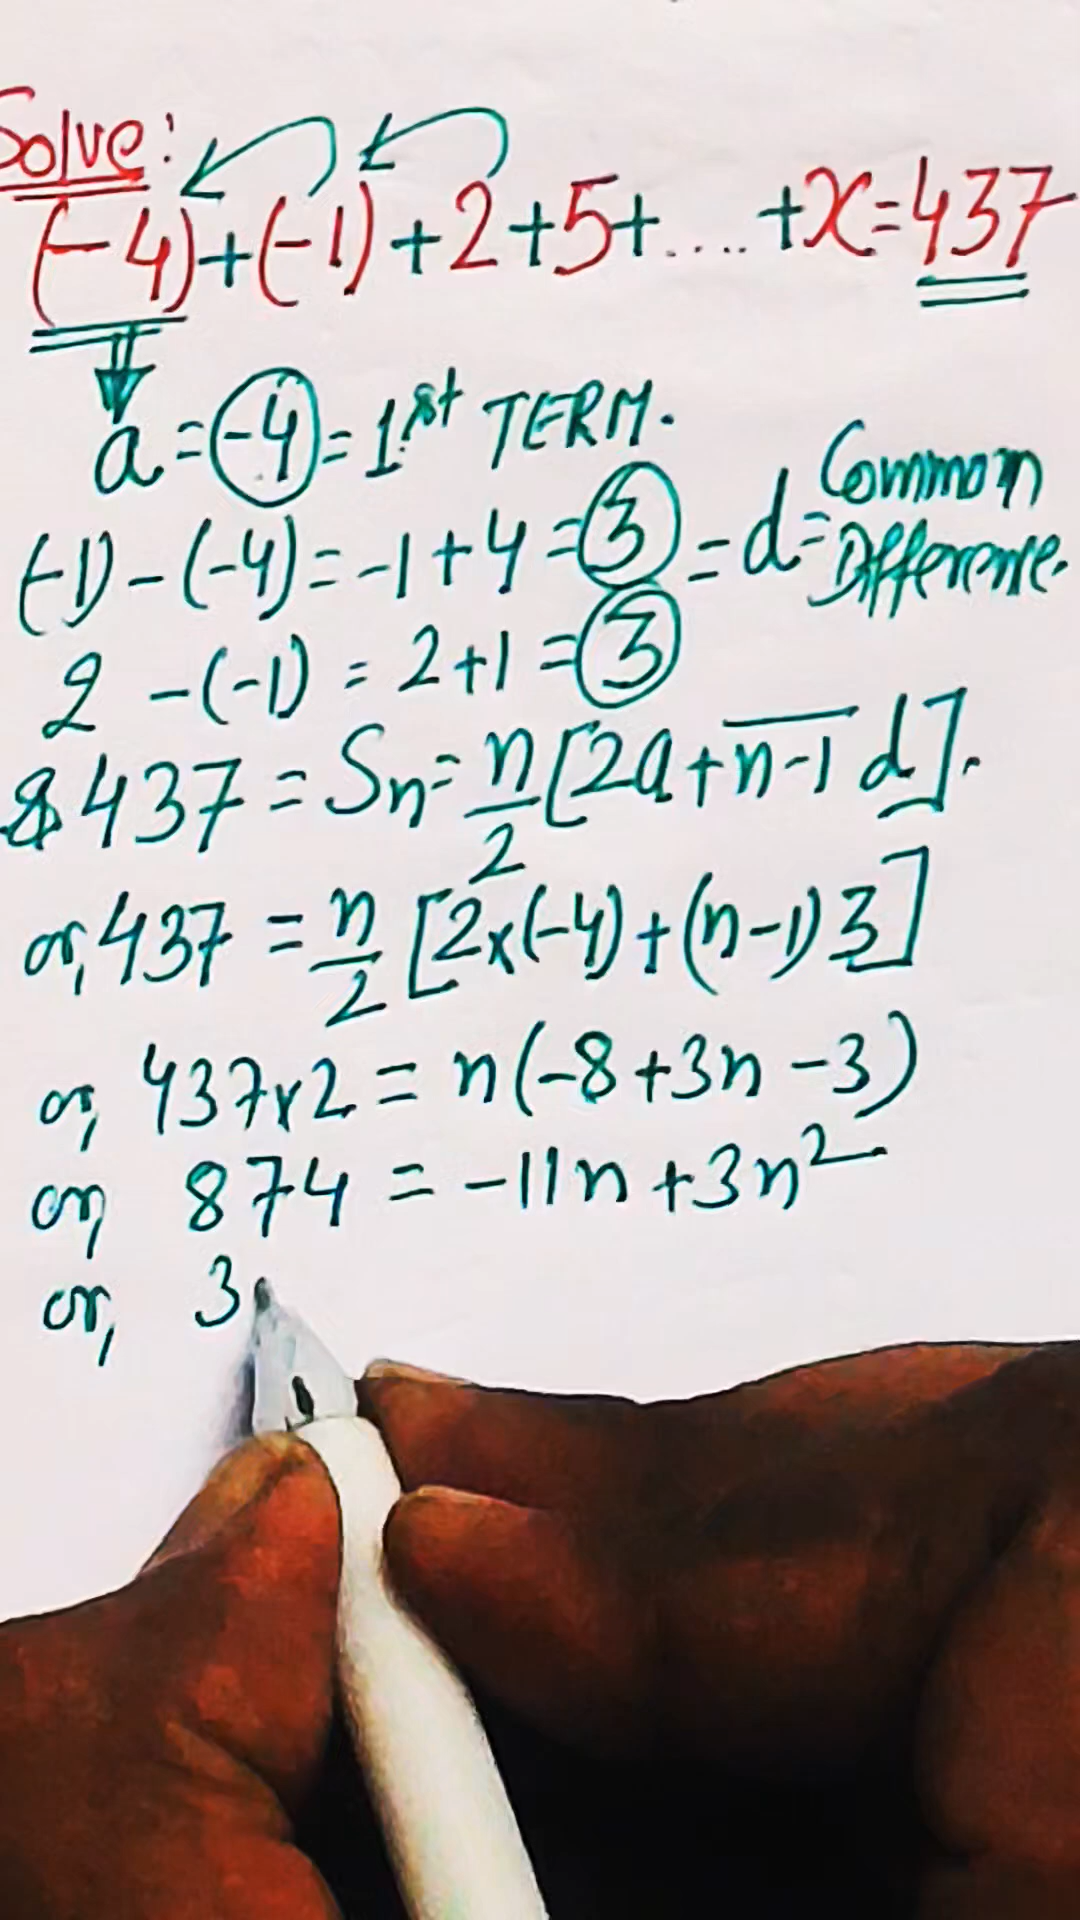 Solve:
(-4)+(-1)+2+5+....+x=437
a=-4=1st TERM.
(-1)-(-4)=-1+4=3=d=Common Difference.
2-(-1)=2+1=3
437=Sn=n/2[2a+n-1 d].
or, 437=n/2[2x(-4)+(n-1)3]
or, 437x2=n(-8+3n-3)
or, 874=-11n+3n²
or, 3